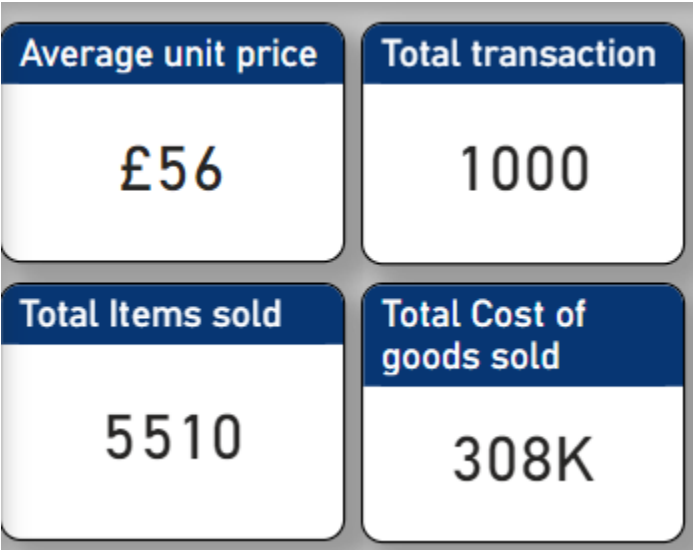 Average unit price
£56
Total transaction
1000
Total Items sold
5510
Total Cost of
goods sold
308K